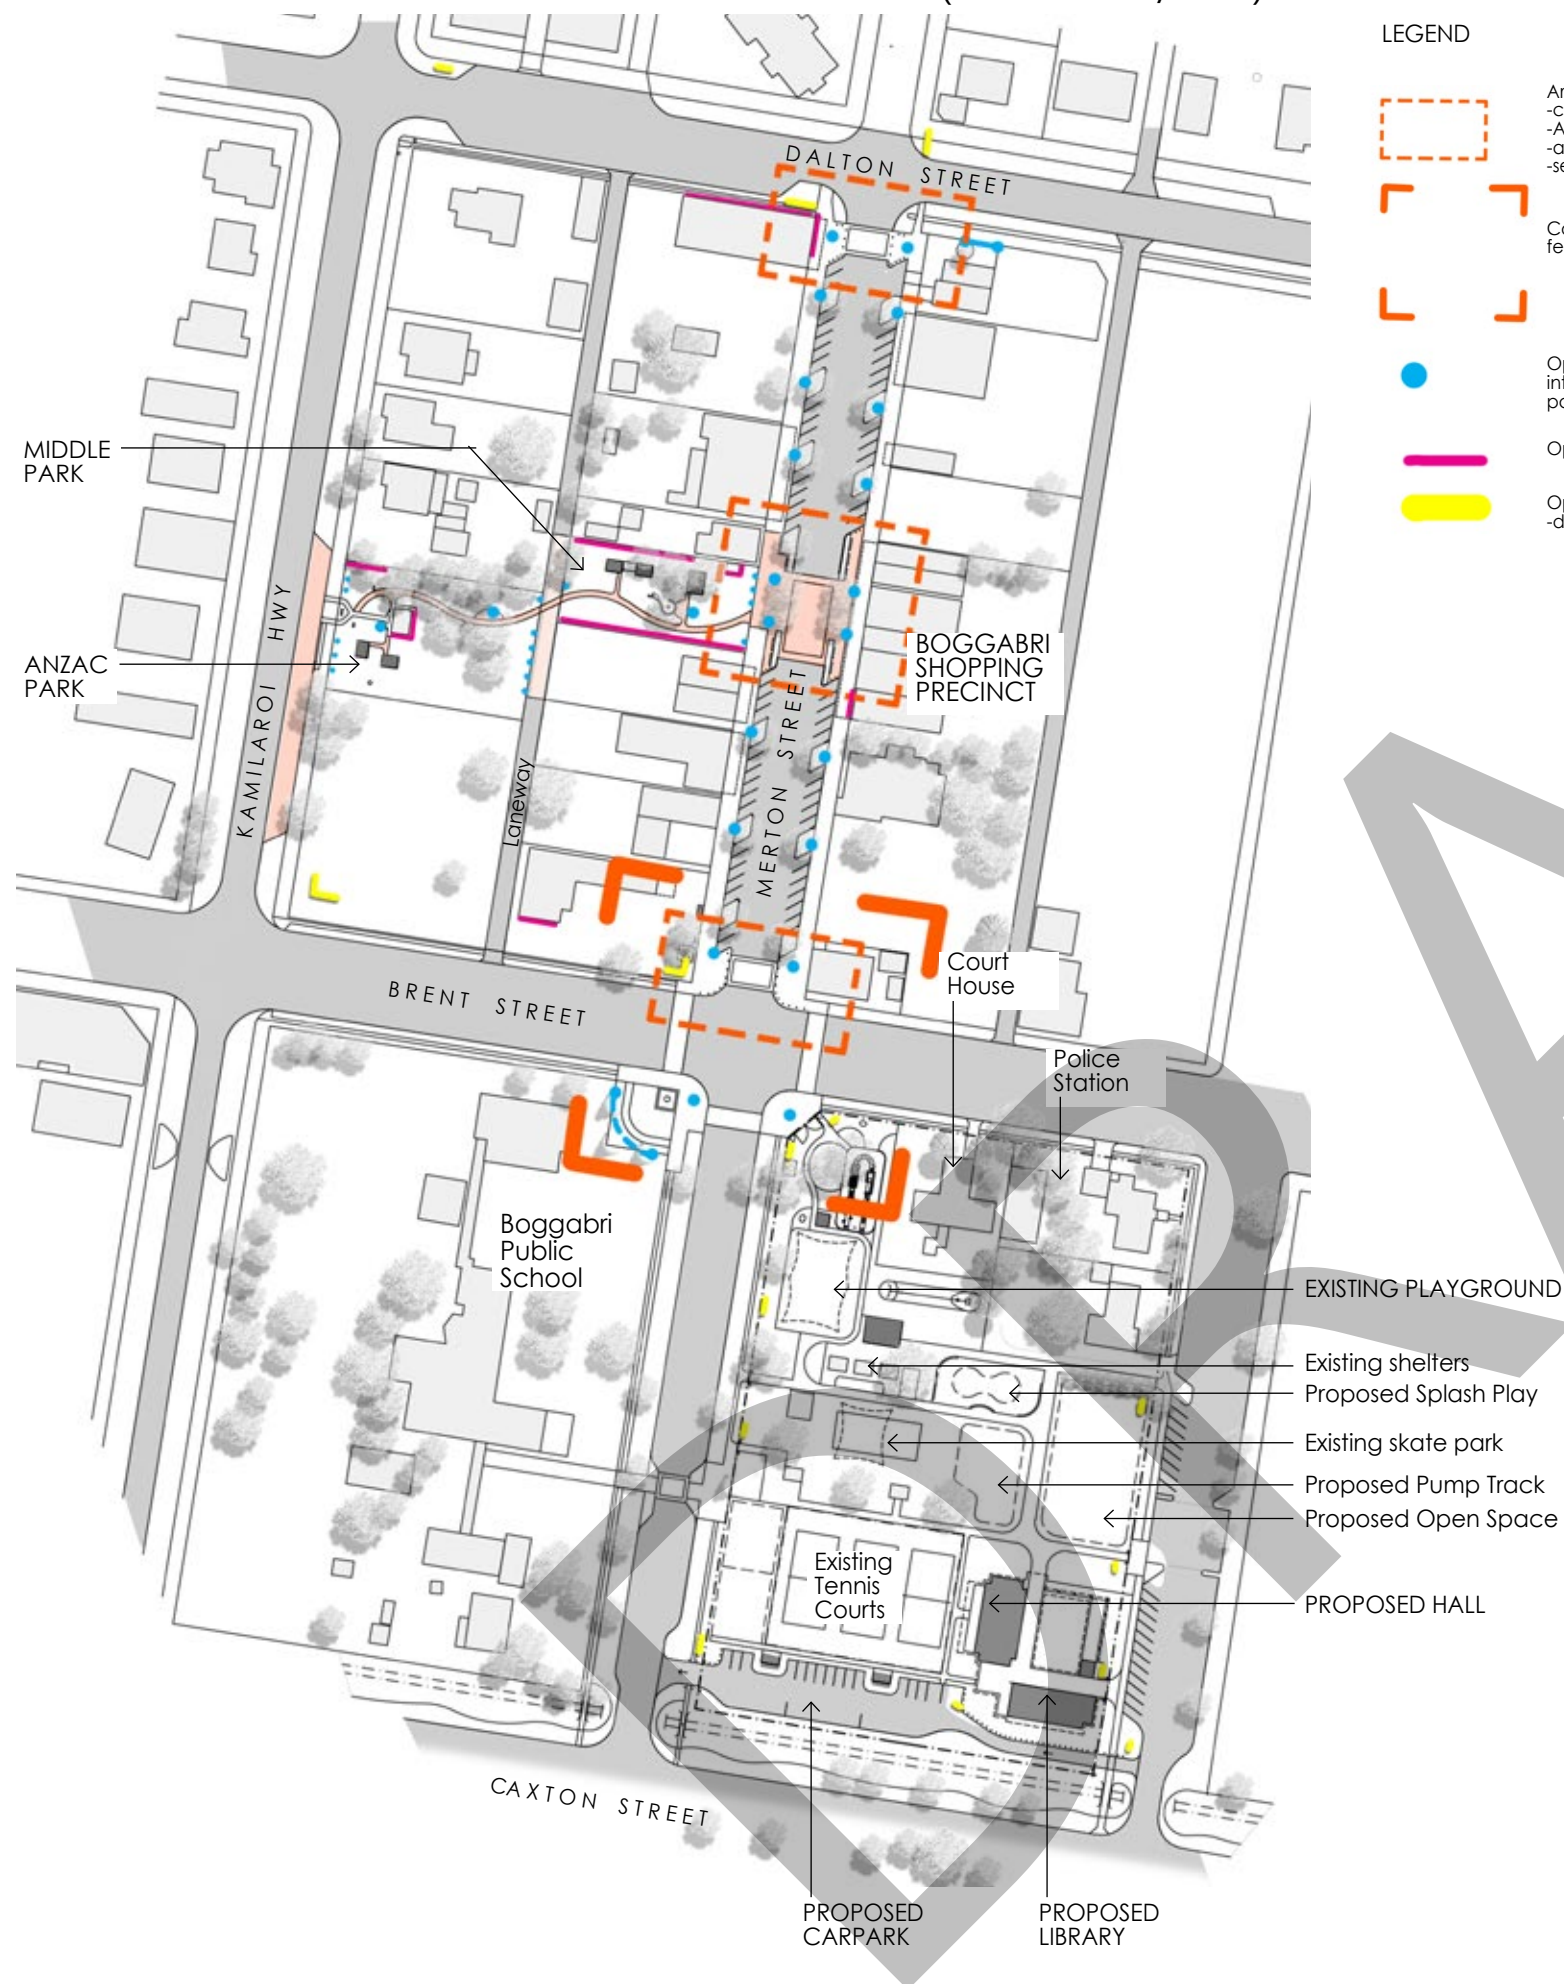 LEGEND
DALTON STREET
MIDDLE
PARK
ANZAC
PARK
KAMILAROI HWY
Laneway
MERTON STREET
BOGGABRI
SHOPPING
PRECINCT
BRENT STREET
Court
House
Police
Station
Boggabri
Public
School
EXISTING PLAYGROUND
Existing shelters
Proposed Splash Play
Existing skate park
Proposed Pump Track
Proposed Open Space
Existing
Tennis
Courts
PROPOSED HALL
CAXTON STREET
PROPOSED
CARPARK
PROPOSED
LIBRARY